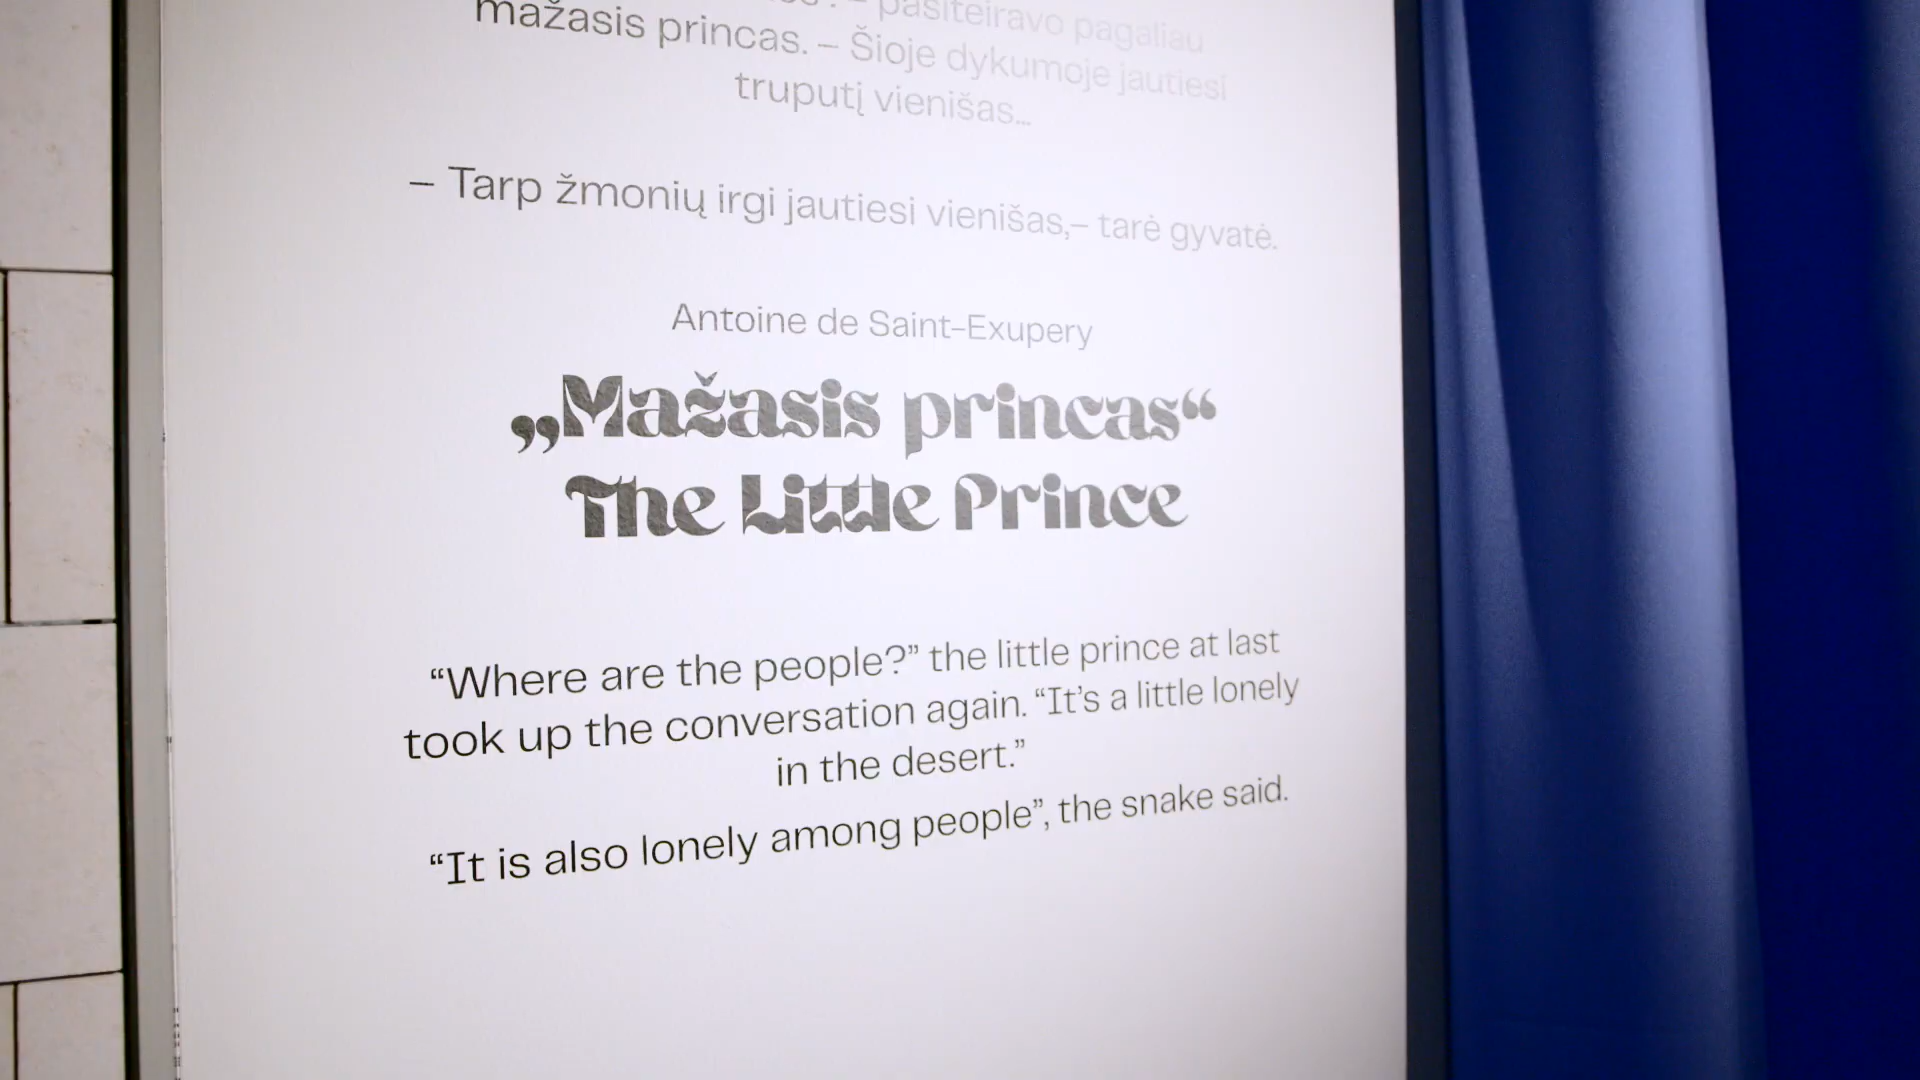 – pasiteiravo pagaliau
mažasis princas. – Šioje dykumoje jautiesi
truputį vienišas...
– Tarp žmonių irgi jautiesi vienišas,– tarė gyvatė.
Antoine de Saint-Exupery
„Mažasis princas“
The Little Prince
“Where are the people?” the little prince at last
took up the conversation again. “It’s a little lonely
in the desert.”
“It is also lonely among people”, the snake said.